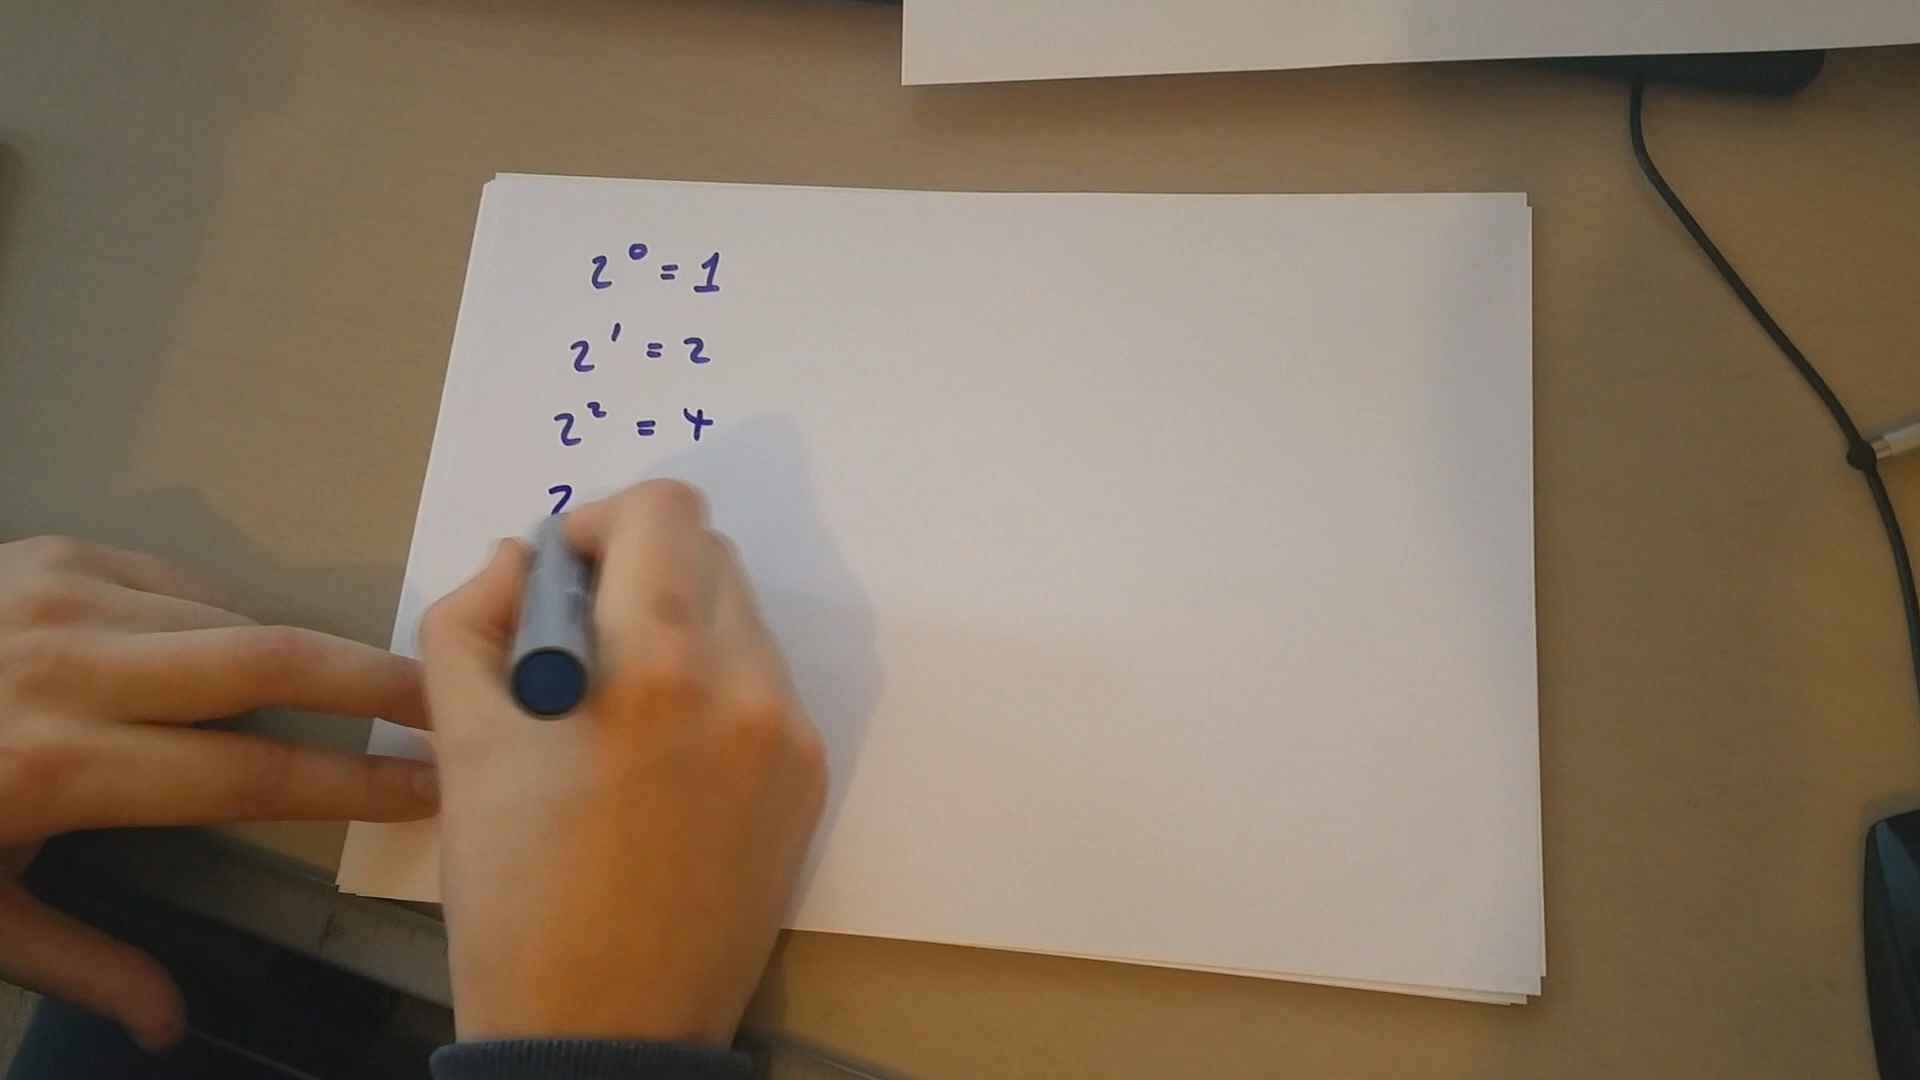 2⁰ = 1
2¹ = 2
2² = 4
2